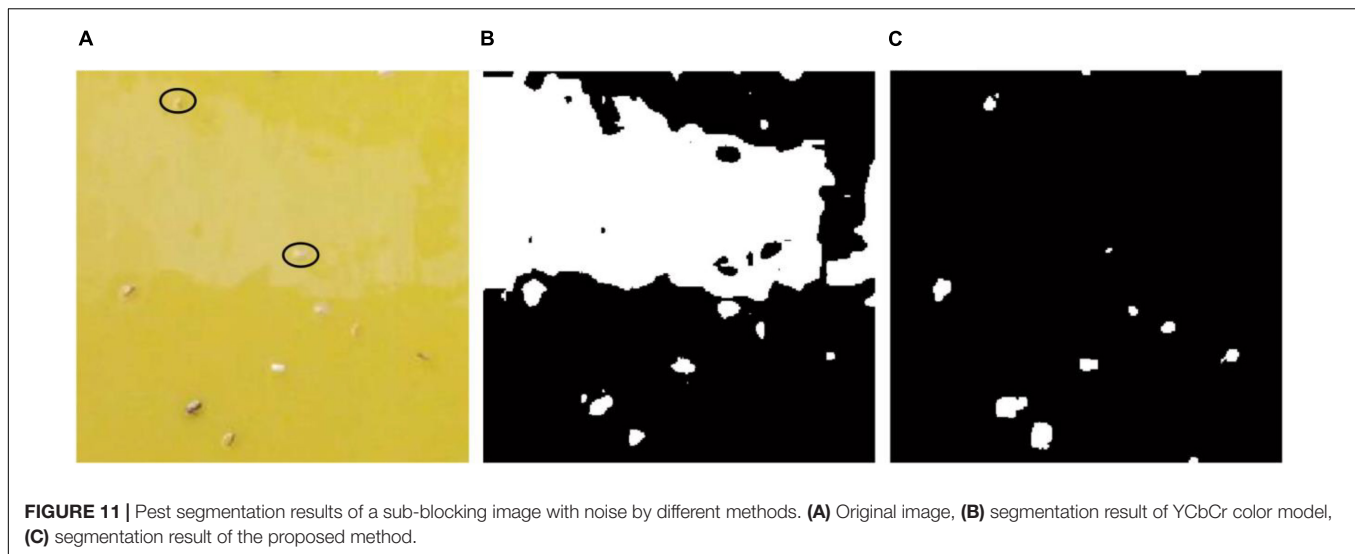 A
B
C
FIGURE 11 | Pest segmentation results of a sub-blocking image with noise by different methods. (A) Original image, (B) segmentation result of YCbCr color model,
(C) segmentation result of the proposed method.